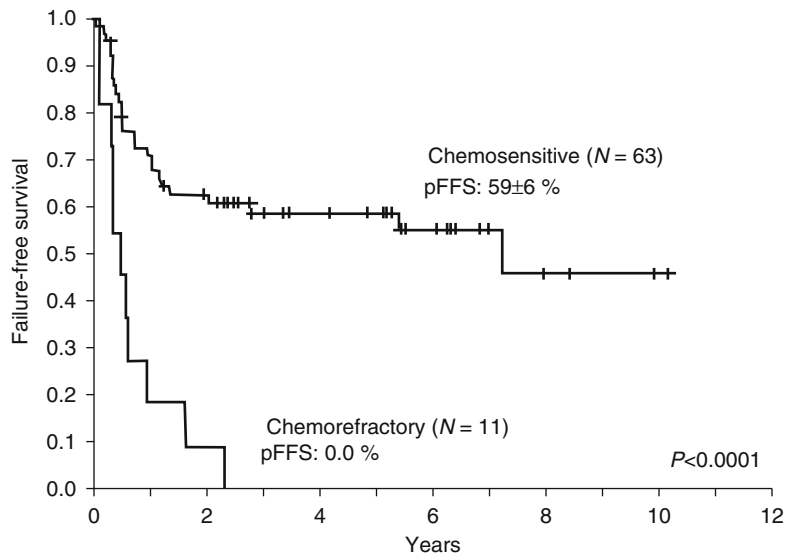 1.0
0.9
0.8
0.7
0.6
0.5
0.4
0.3
0.2
0.1
0.0
Failure-free survival
Chemosensitive (N = 63)
pFFS: 59±6 %
Chemorefractory (N = 11)
pFFS: 0.0 %
P<0.0001
0 2 4 6 8 10 12
Years